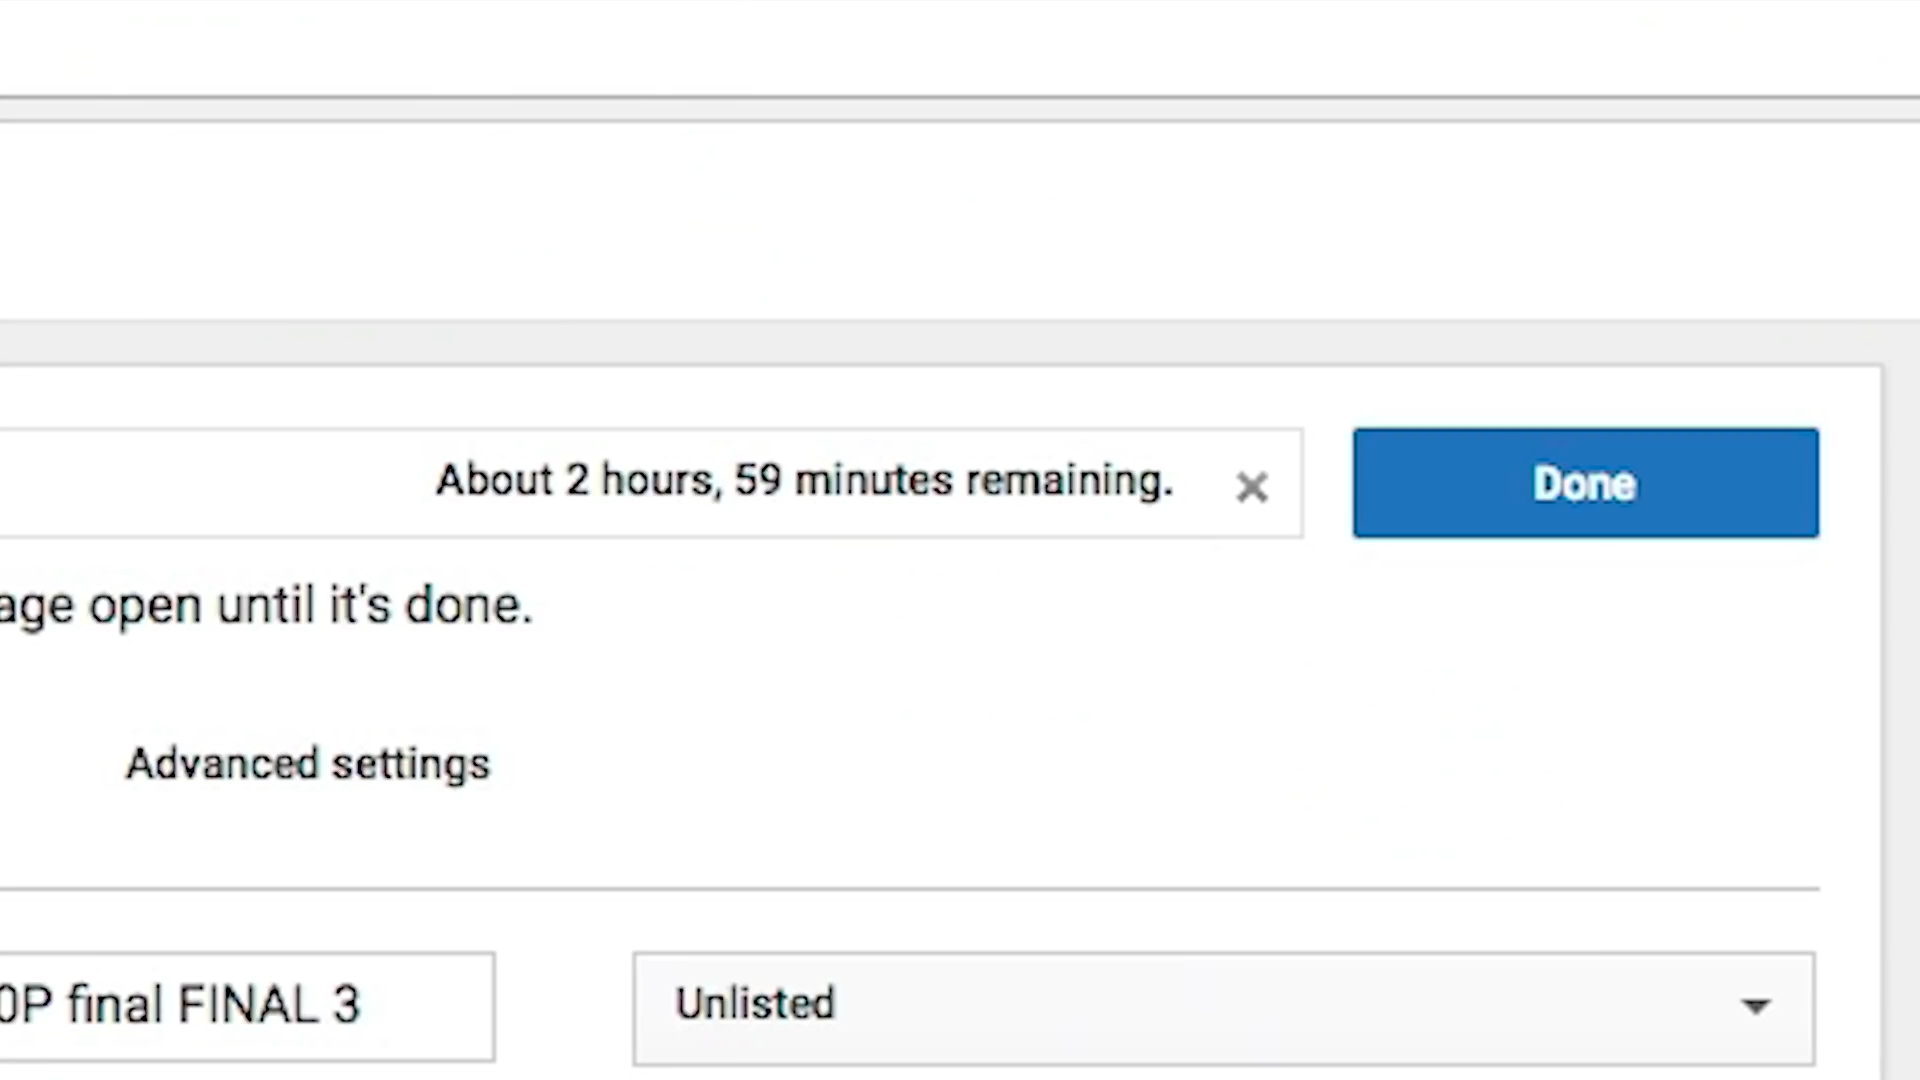 About 2 hours, 59 minutes remaining.
Done
age open until it's done.
Advanced settings
0P final FINAL 3
Unlisted